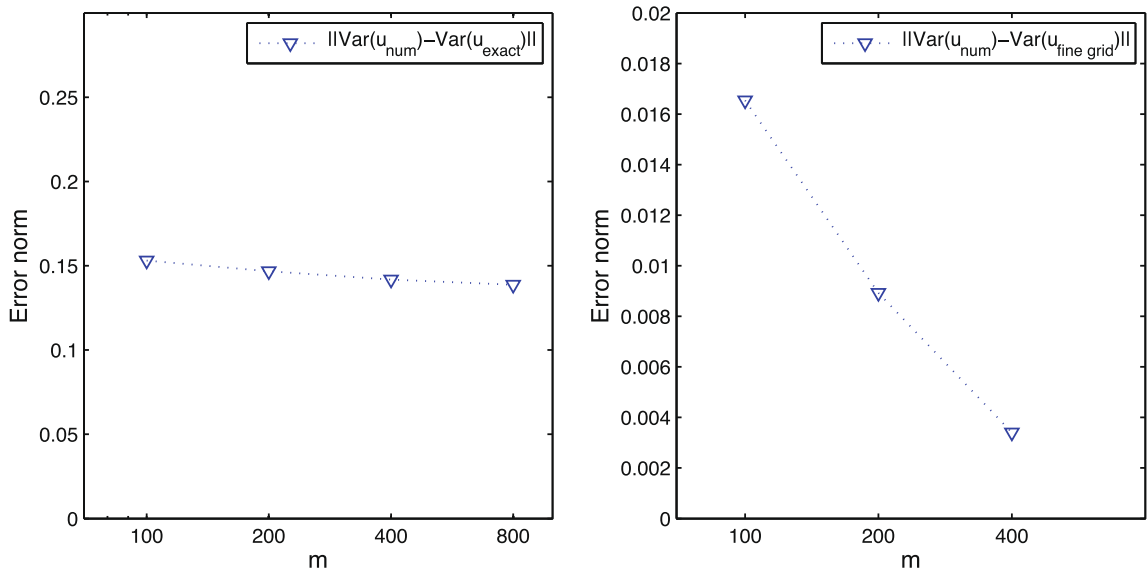 ||Var(u_num)−Var(u_exact)||
0.25
0.2
0.15
0.1
0.05
0
Error norm
100 200 400 800
m
||Var(u_num)−Var(u_fine grid)||
0.02
0.018
0.016
0.014
0.012
0.01
0.008
0.006
0.004
0.002
0
Error norm
100 200 400
m